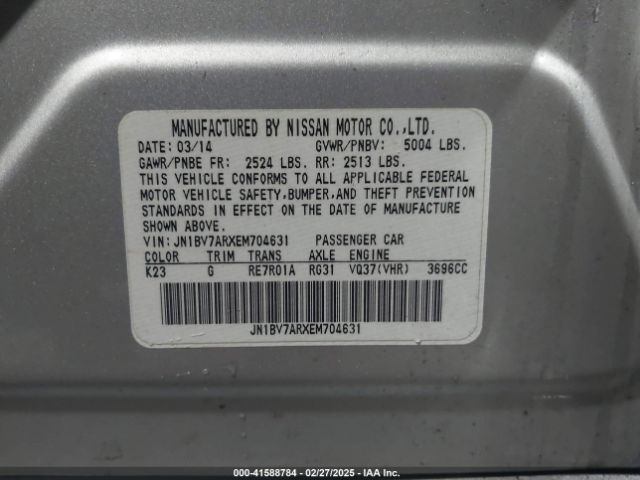 MANUFACTURED BY NISSAN MOTOR CO.,LTD.
DATE: 03/14 GVWR/PNBV: 5004 LBS.
GAWR/PNBE FR: 2524 LBS. RR: 2513 LBS.
THIS VEHICLE CONFORMS TO ALL APPLICABLE FEDERAL
MOTOR VEHICLE SAFETY,BUMPER,AND THEFT PREVENTION
STANDARDS IN EFFECT ON THE DATE OF MANUFACTURE
SHOWN ABOVE.
VIN:JN1BV7ARXEM704631 PASSENGER CAR
COLOR TRIM TRANS AXLE ENGINE
K23 G RE7R01A RG31 VQ37(VHR) 3696CC
JN1BV7ARXEM704631
000-41588784 - 02/27/2025 - IAA Inc.